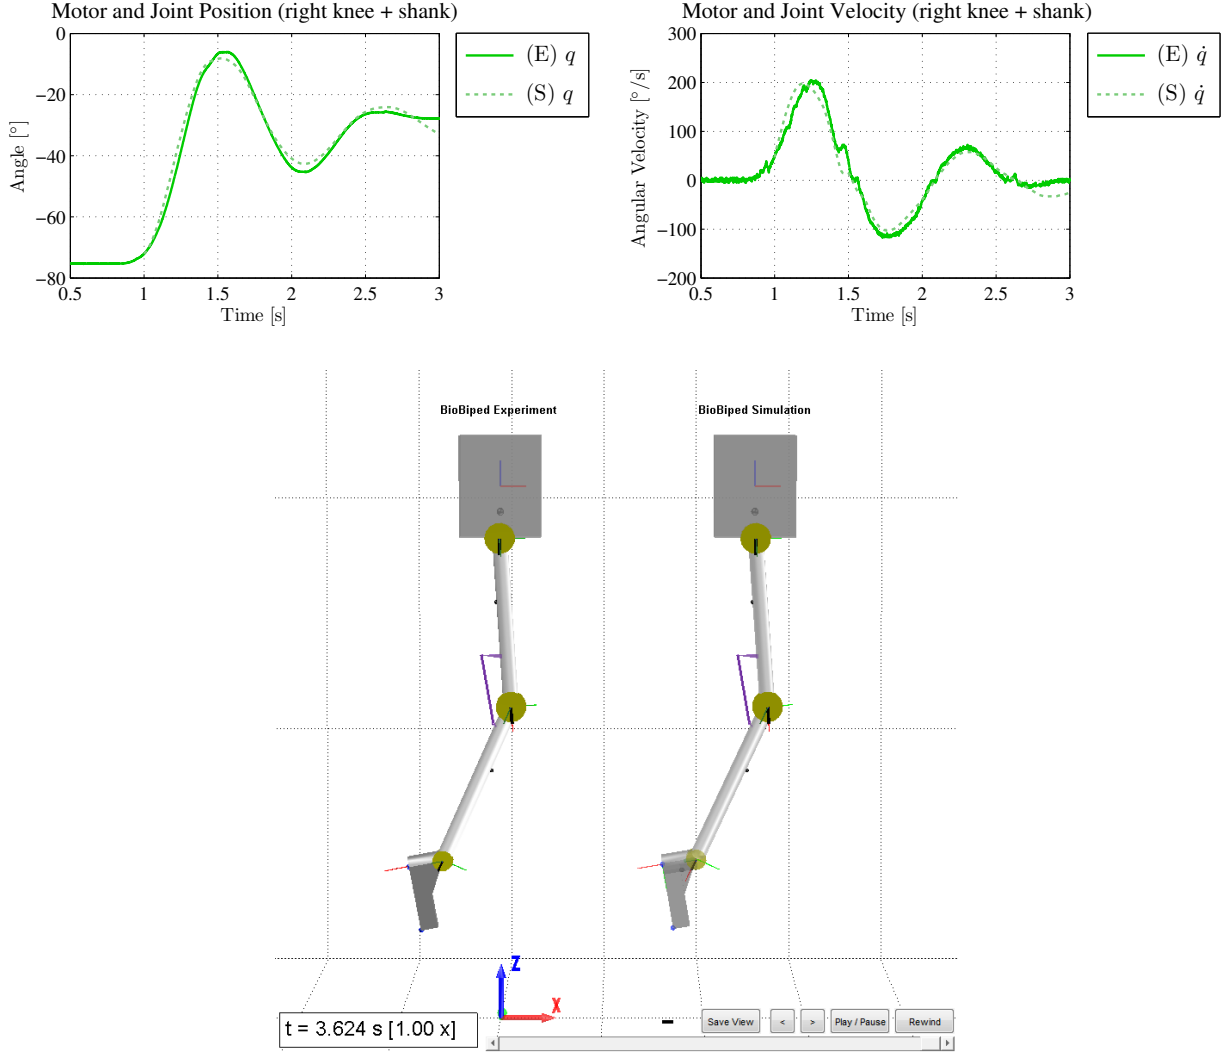 Motor and Joint Position (right knee + shank)
0
−20
−40
−60
−80
Angle [°]
0.5 1 1.5 2 2.5 3
Time [s]
(E) q
(S) q
Motor and Joint Velocity (right knee + shank)
300
200
100
0
−100
−200
Angular Velocity [°/s]
0.5 1 1.5 2 2.5 3
Time [s]
(E) q̇
(S) q̇
BioBiped Experiment
BioBiped Simulation
Z
X
t = 3.624 s [1.00 x]
Save View
<
>
Play / Pause
Rewind